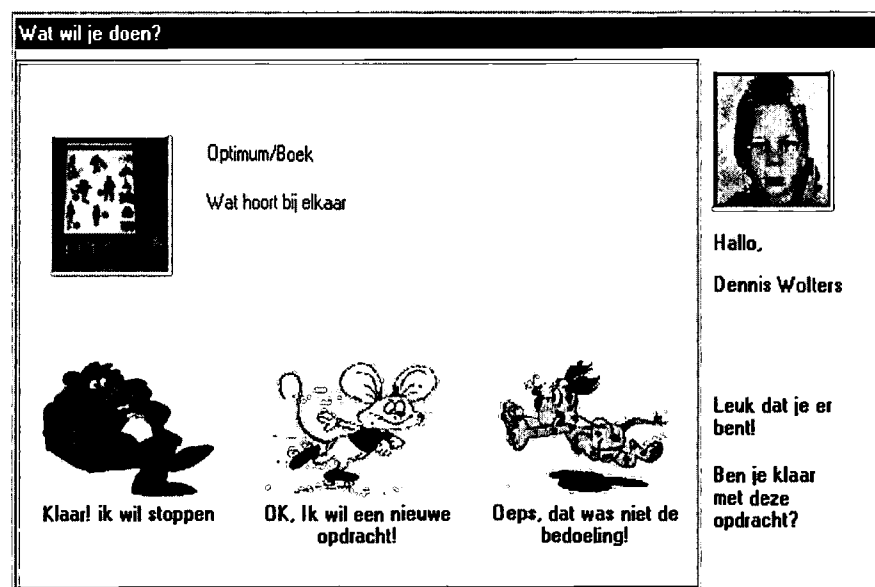 Wat wil je doen?
Optimum/Boek
Wat hoort bij elkaar
Hallo,
Dennis Wolters
Leuk dat je er
bent!
Ben je klaar
met deze
opdracht?
Klaar! ik wil stoppen
OK, Ik wil een nieuwe
opdracht!
Oeps, dat was niet de
bedoeling!